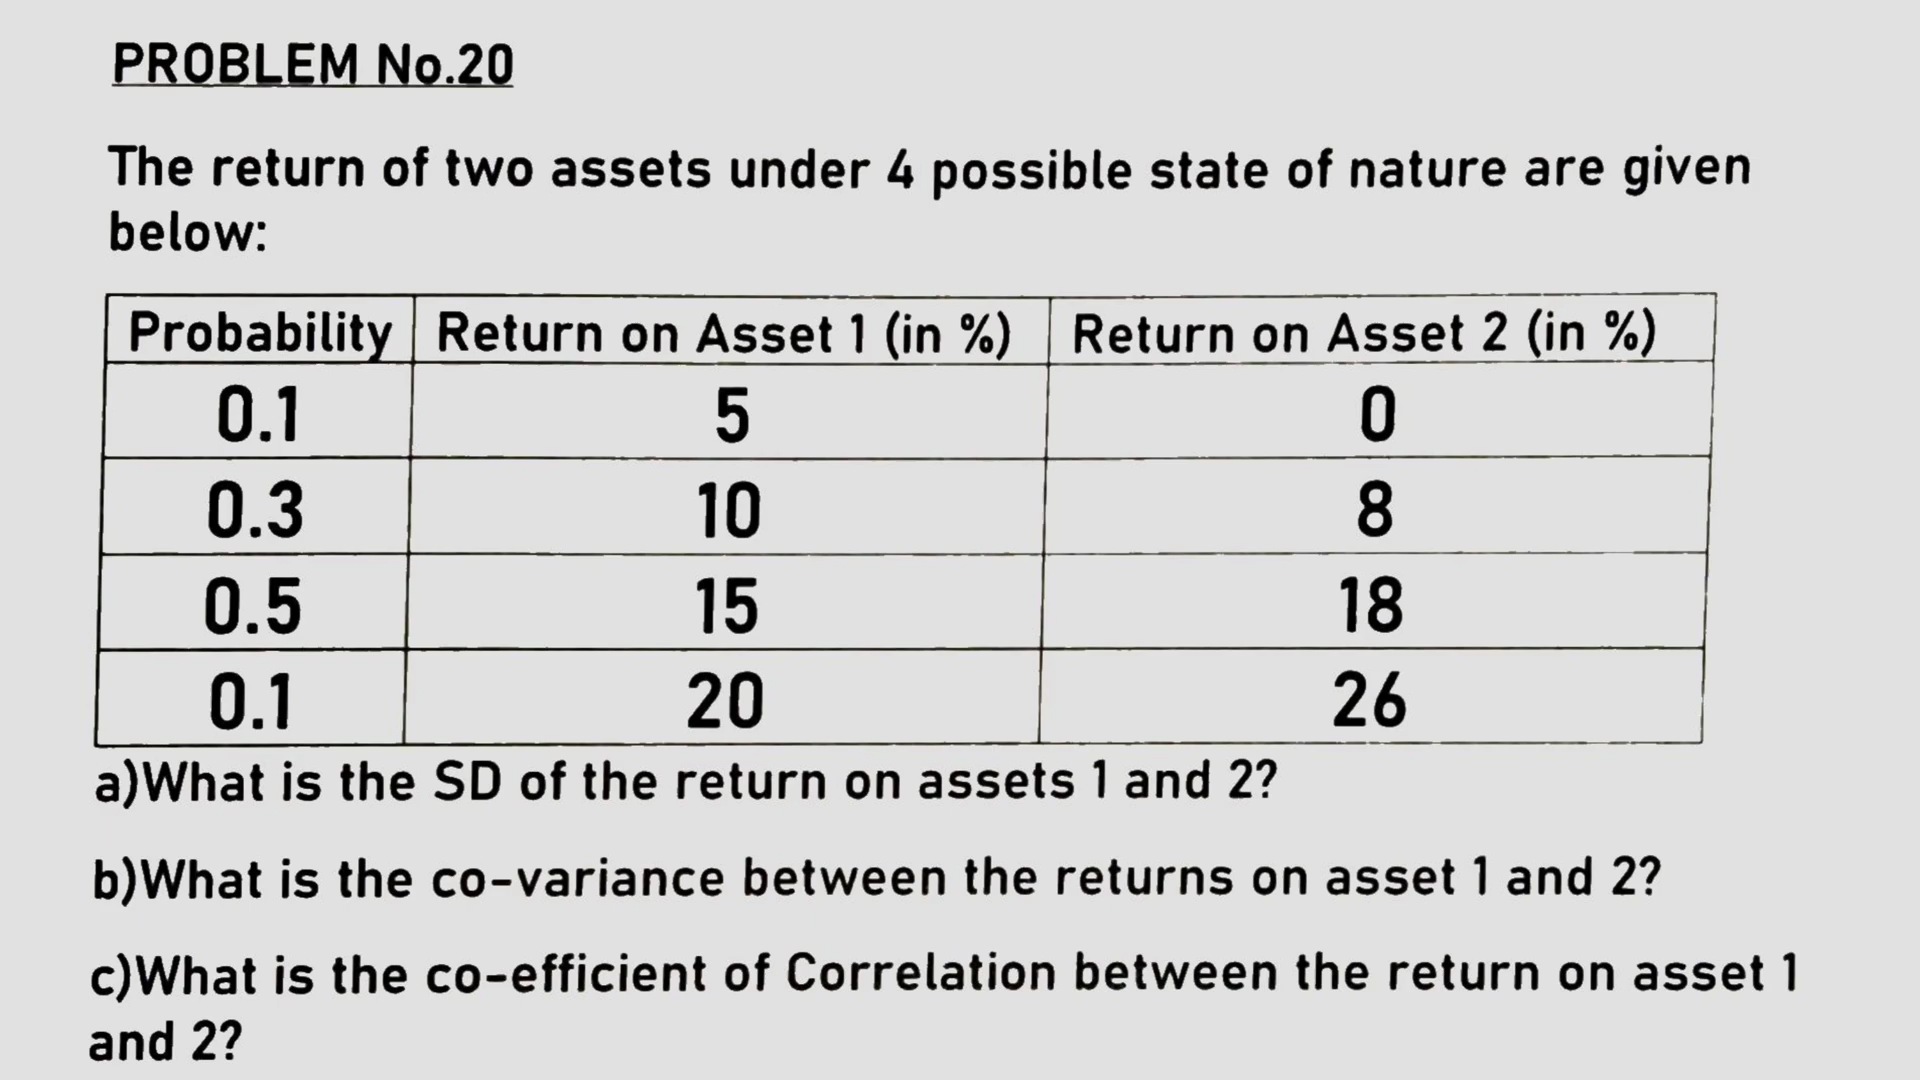 PROBLEM No.20
The return of two assets under 4 possible state of nature are given
below:
Probability Return on Asset 1 (in %) Return on Asset 2 (in %)
0.1 5 0
0.3 10 8
0.5 15 18
0.1 20 26
a)What is the SD of the return on assets 1 and 2?
b)What is the co-variance between the returns on asset 1 and 2?
c)What is the co-efficient of Correlation between the return on asset 1
and 2?